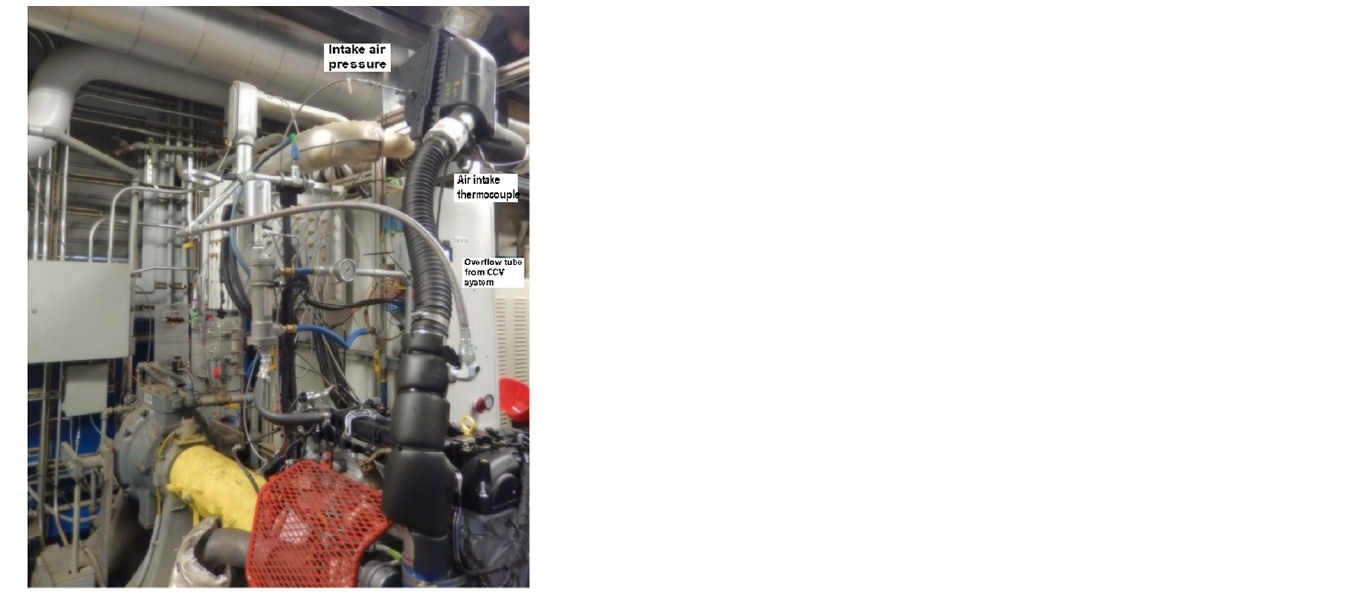 Intake air
pressure
Air intake
thermocouple
Overflow tube
from CCV
system